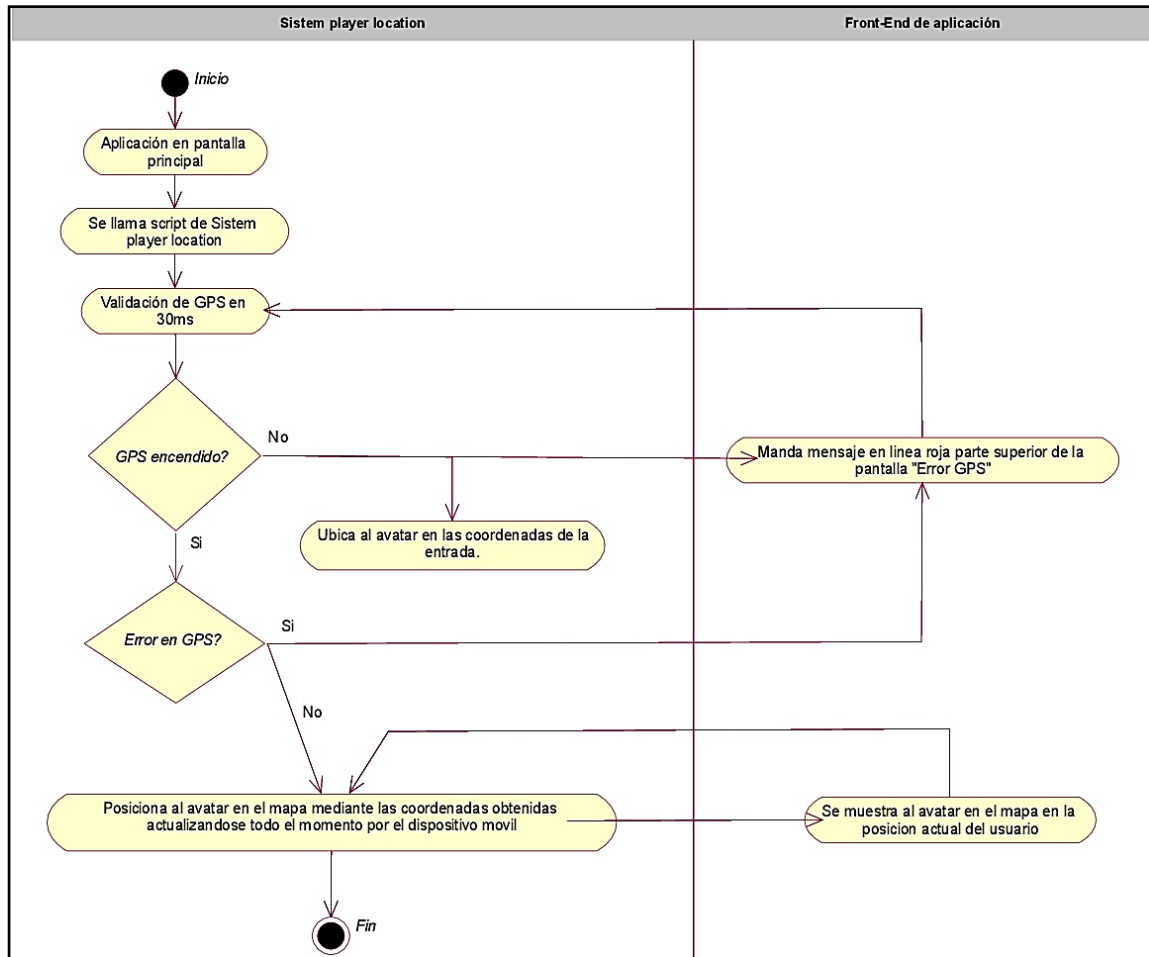 Sistem player location
Front-End de aplicación
Inicio
Aplicación en pantalla
principal
Se llama script de Sistem
player location
Validación de GPS en
30ms
GPS encendido?
No
Manda mensaje en linea roja parte superior de la
pantalla "Error GPS"
Ubica al avatar en las coordenadas de la
entrada.
Si
Error en GPS?
Si
No
Posiciona al avatar en el mapa mediante las coordenadas obtenidas
actualizandose todo el momento por el dispositivo movil
Se muestra al avatar en el mapa en la
posicion actual del usuario
Fin